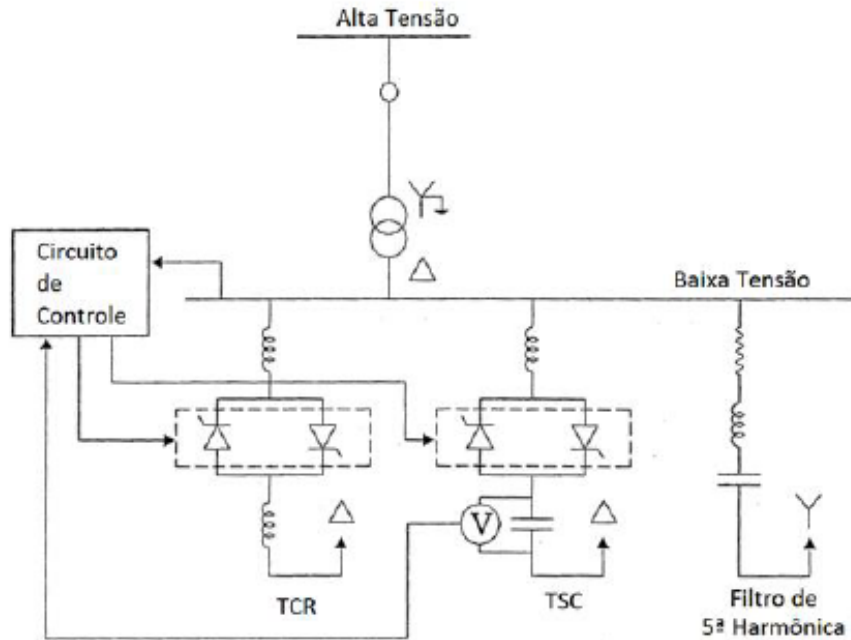 Alta Tensão
Circuito
de
Controle
Baixa Tensão
V
TCR
TSC
Filtro de
5ª Harmônica